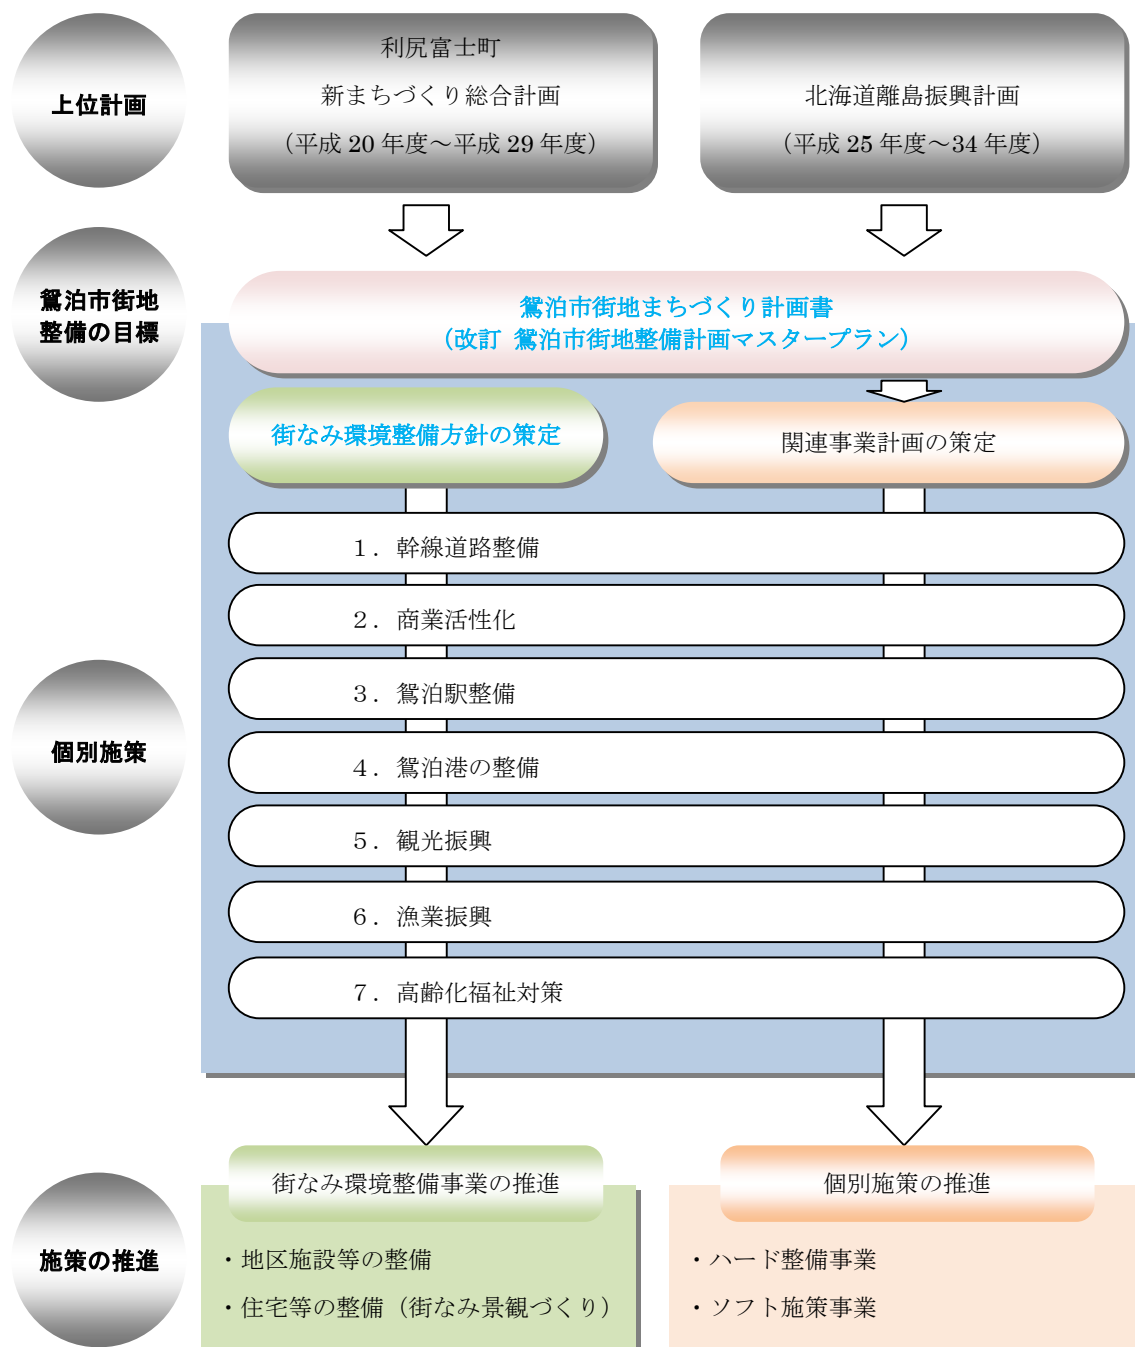 上位計画
利尻富士町
新まちづくり総合計画
（平成 20 年度～平成 29 年度）
北海道離島振興計画
（平成 25 年度～34 年度）
鴛泊市街地
整備の目標
鴛泊市街地まちづくり計画書
（改訂 鴛泊市街地整備計画マスタープラン）
街なみ環境整備方針の策定
関連事業計画の策定
個別施策
１．幹線道路整備
２．商業活性化
３．鴛泊駅整備
４．鴛泊港の整備
５．観光振興
６．漁業振興
７．高齢化福祉対策
施策の推進
街なみ環境整備事業の推進
・地区施設等の整備
・住宅等の整備（街なみ景観づくり）
個別施策の推進
・ハード整備事業
・ソフト施策事業